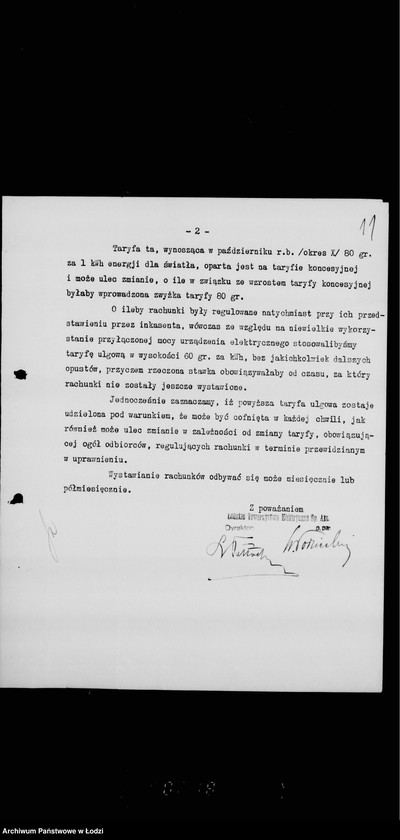 - 2 -
11
Taryfa ta, wynosząca w październiku r.b. /okres X/ 80 gr.
za 1 kWh energji dla światła, oparta jest na taryfie koncesyjnej
i może ulec zmianie, o ile w związku ze wzrostem taryfy koncesyjnej
byłaby wprowadzona zwyżka taryfy 80 gr.
O ileby rachunki były regulowane natychmiast przy ich przed-
stawieniu przez inkasenta, wówczas ze względu na niewielkie wykorzy-
stanie przyłączonej mocy urządzenia elektrycznego stosowalibyśmy
taryfę ulgową w wysokości 60 gr. za kWh, bez jakichkolwiek dalszych
opustów, przyczem rzeczona stawka obowiązywałaby od czasu, za który
rachunki nie zostały jeszcze wystawione.
Jednocześnie zaznaczamy, iż powyższa taryfa ulgowa zostaje
udzielona pod warunkiem, że może być cofnięta w każdej chwili, jak
również może ulec zmianie w zależności od zmiany taryfy, obowiązują-
cej ogół odbiorców, regulujących rachunki w terminie przewidzianym
w uprawnieniu.
Wystawianie rachunków odbywać się może miesięcznie lub
półmiesięcznie.
Z poważaniem
Łódzkie Towarzystwo Elektryczne Sp. Akc.
Dyrektor
Archiwum Państwowe w Łodzi